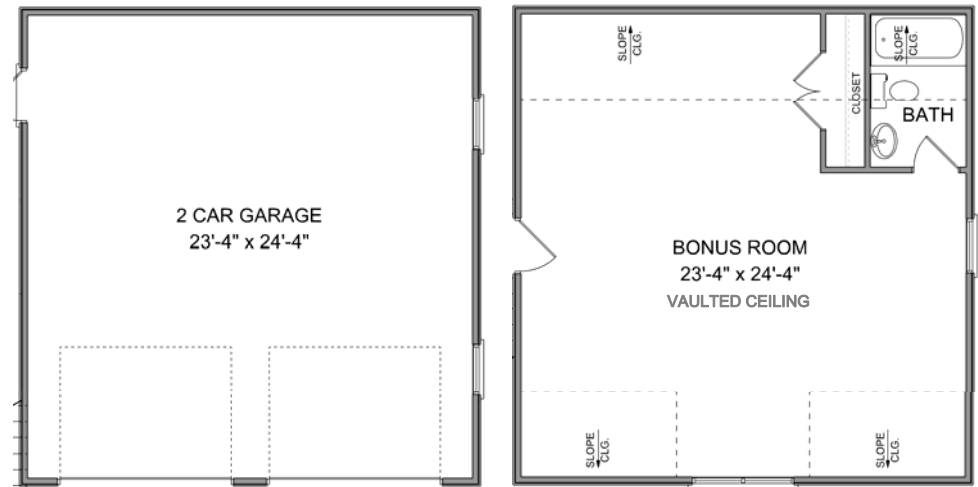 2 CAR GARAGE
23'-4" x 24'-4"
SLOPE
CLG.
CLOSET
SLOPE
CLG.
BATH
BONUS ROOM
23'-4" x 24'-4"
VAULTED CEILING
SLOPE
CLG.
SLOPE
CLG.